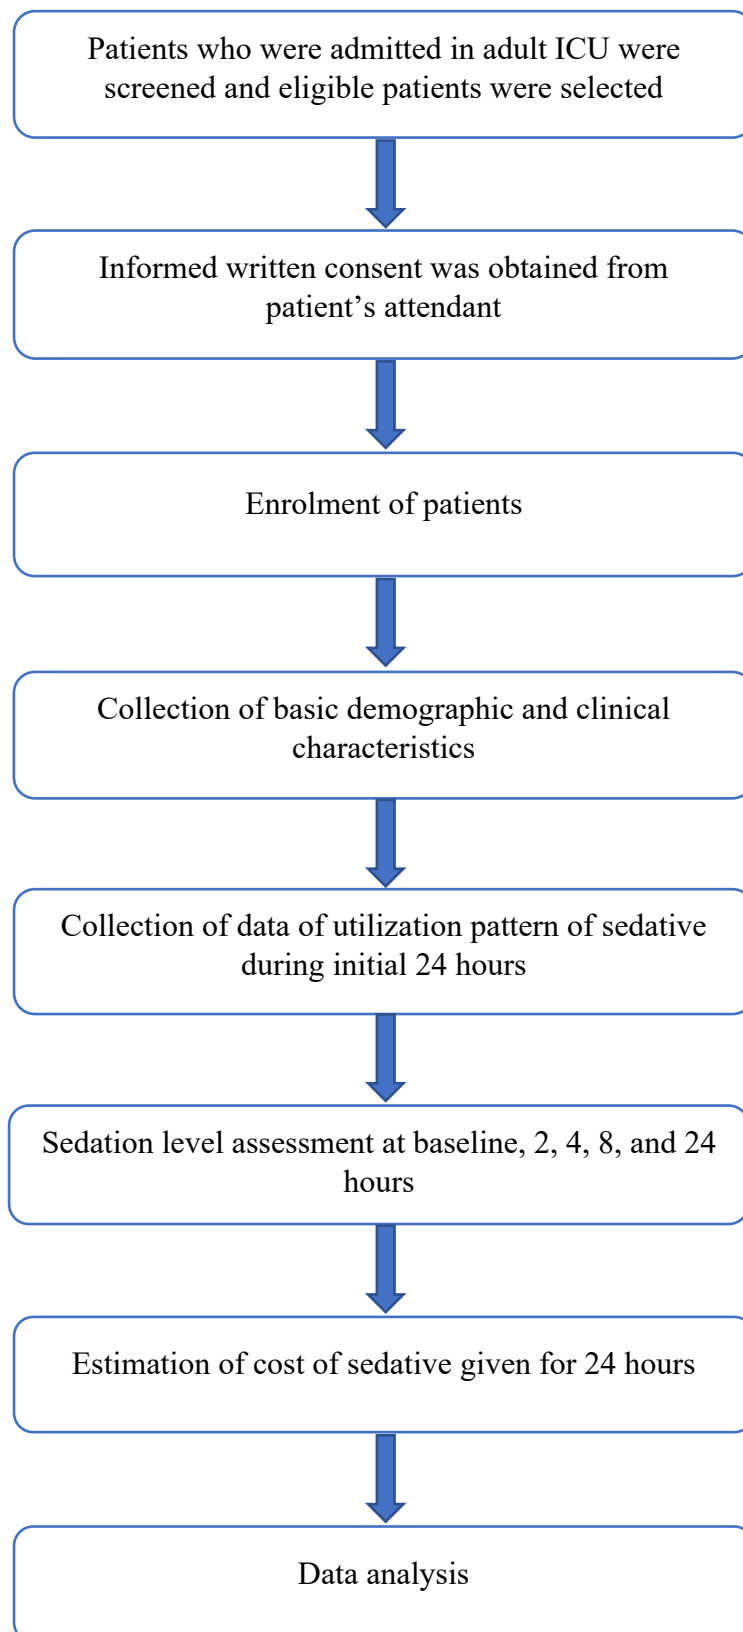 Patients who were admitted in adult ICU were
screened and eligible patients were selected
Informed written consent was obtained from
patient’s attendant
Enrolment of patients
Collection of basic demographic and clinical
characteristics
Collection of data of utilization pattern of sedative
during initial 24 hours
Sedation level assessment at baseline, 2, 4, 8, and 24
hours
Estimation of cost of sedative given for 24 hours
Data analysis